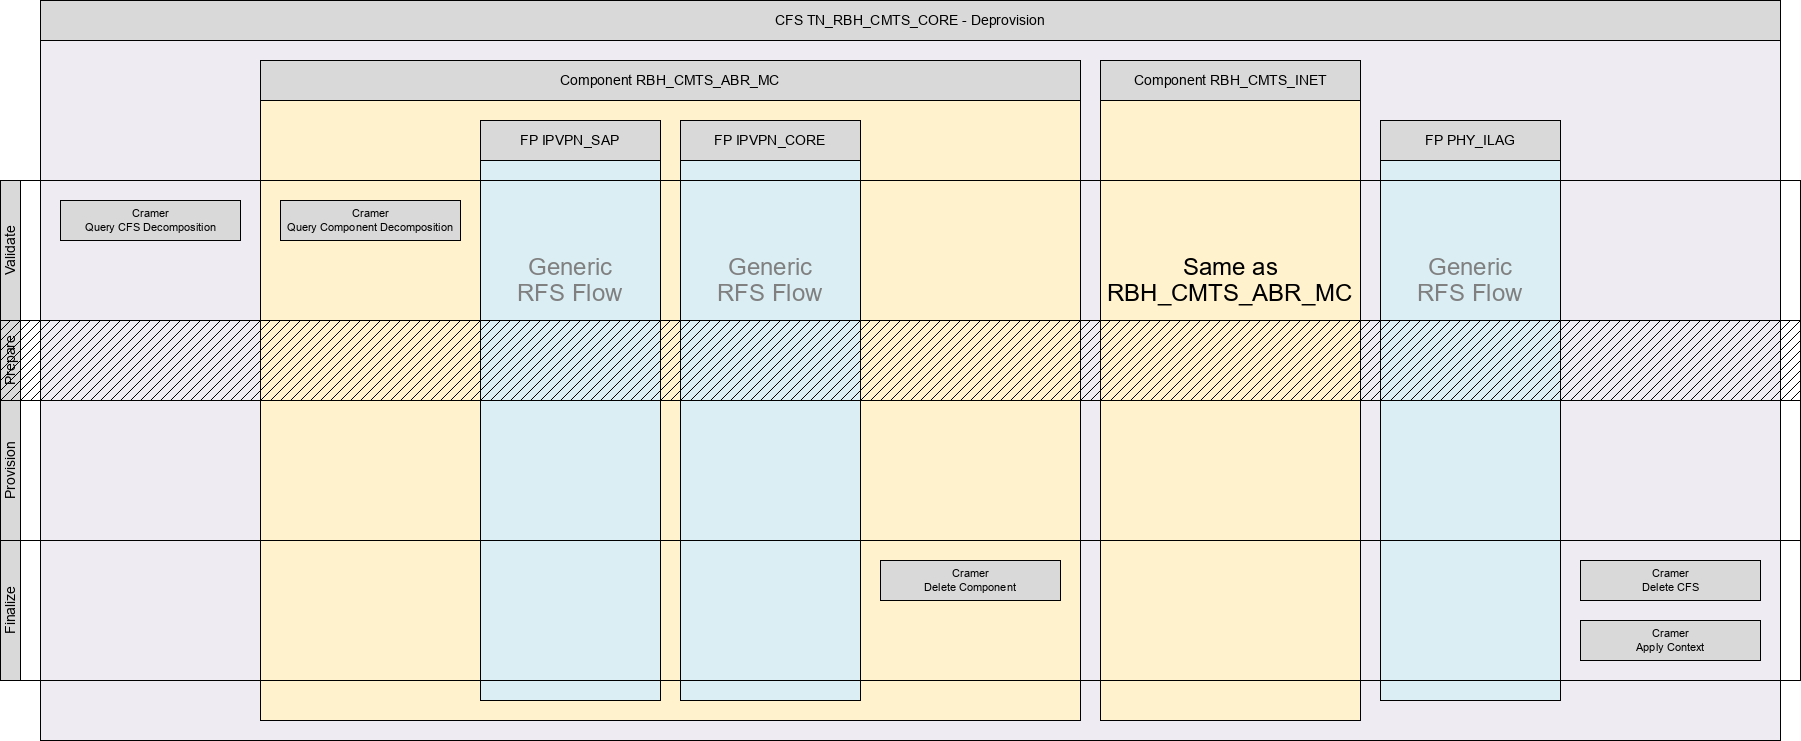 CFS TN_RBH_CMTS_CORE - Deprovision
Component RBH_CMTS_ABR_MC
Component RBH_CMTS_INET
FP IPVPN_SAP
FP IPVPN_CORE
FP PHY_ILAG
Validate
Cramer
Query CFS Decomposition
Cramer
Query Component Decomposition
Generic
RFS Flow
Generic
RFS Flow
Same as
RBH_CMTS_ABR_MC
Generic
RFS Flow
Prepare
Provision
Finalize
Cramer
Delete Component
Cramer
Delete CFS
Cramer
Apply Context